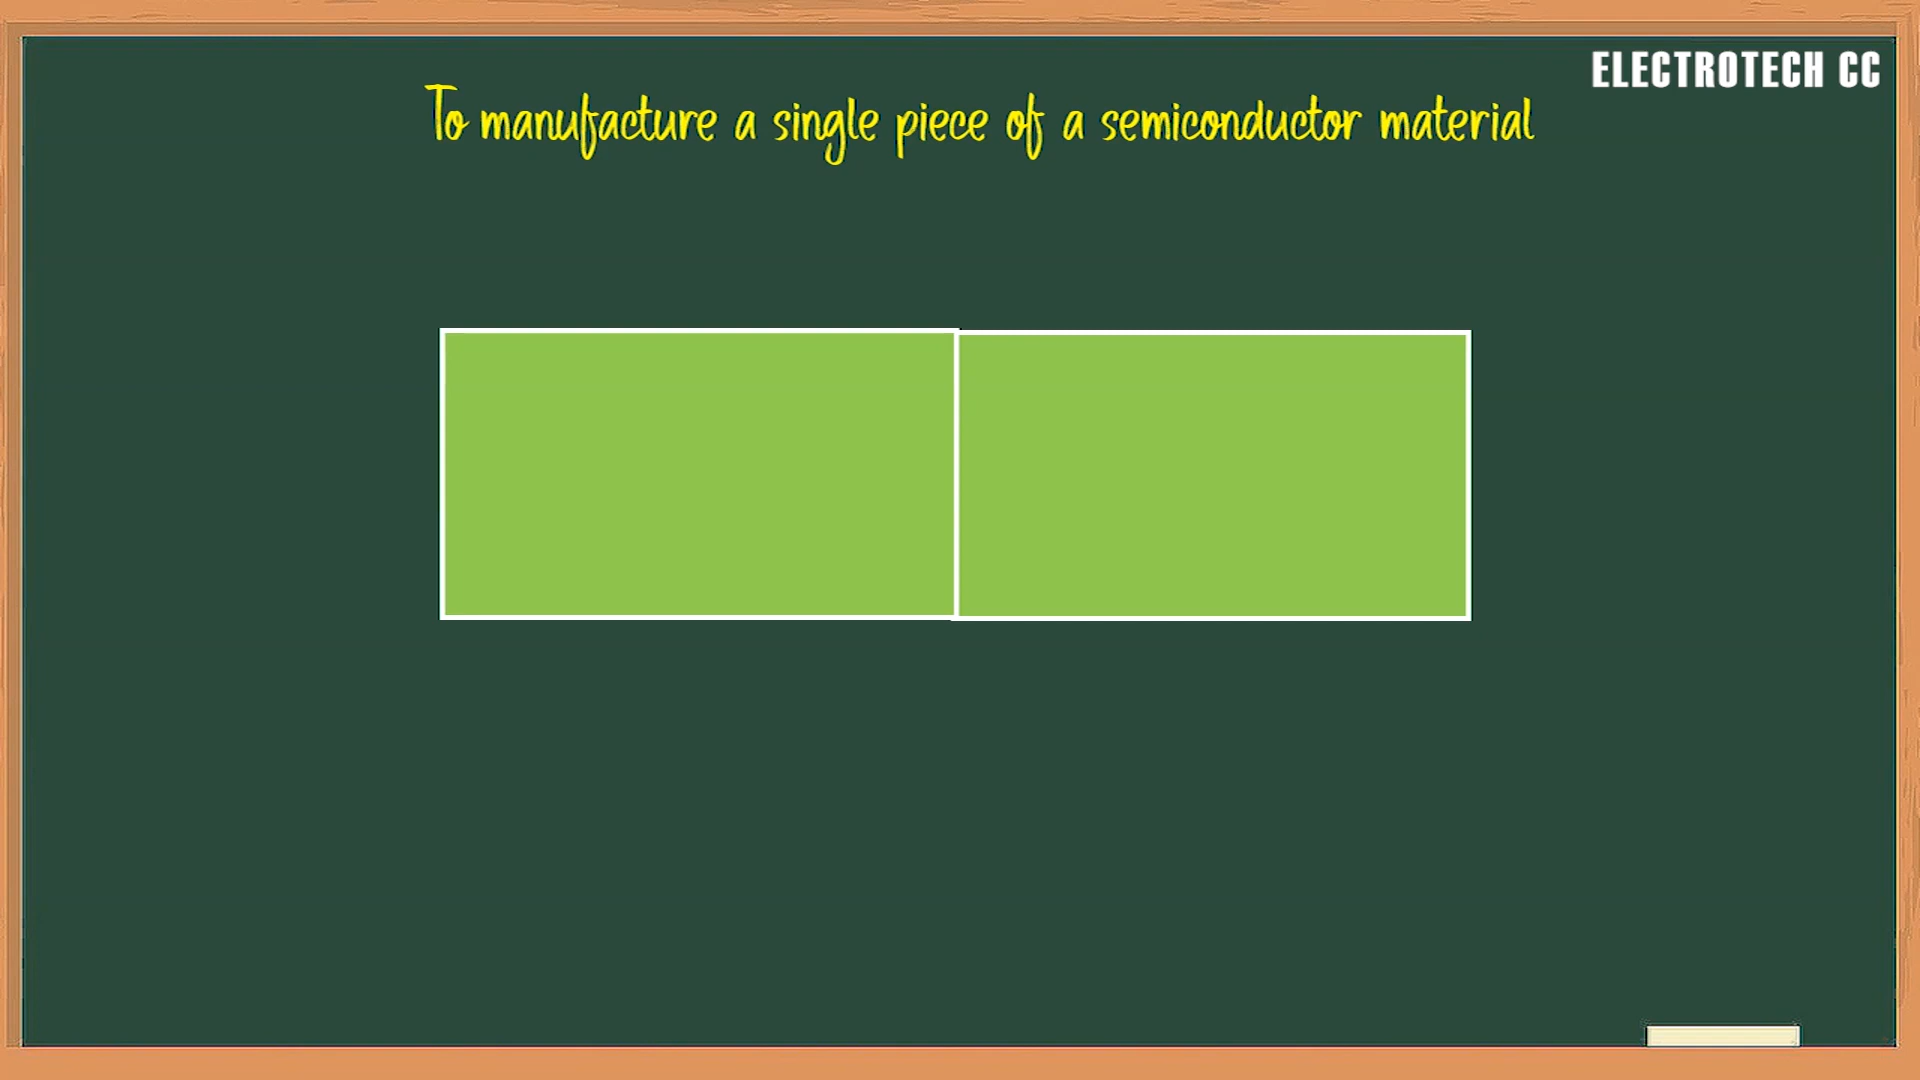 ELECTROTECH CC
To manufacture a single piece of a semiconductor material